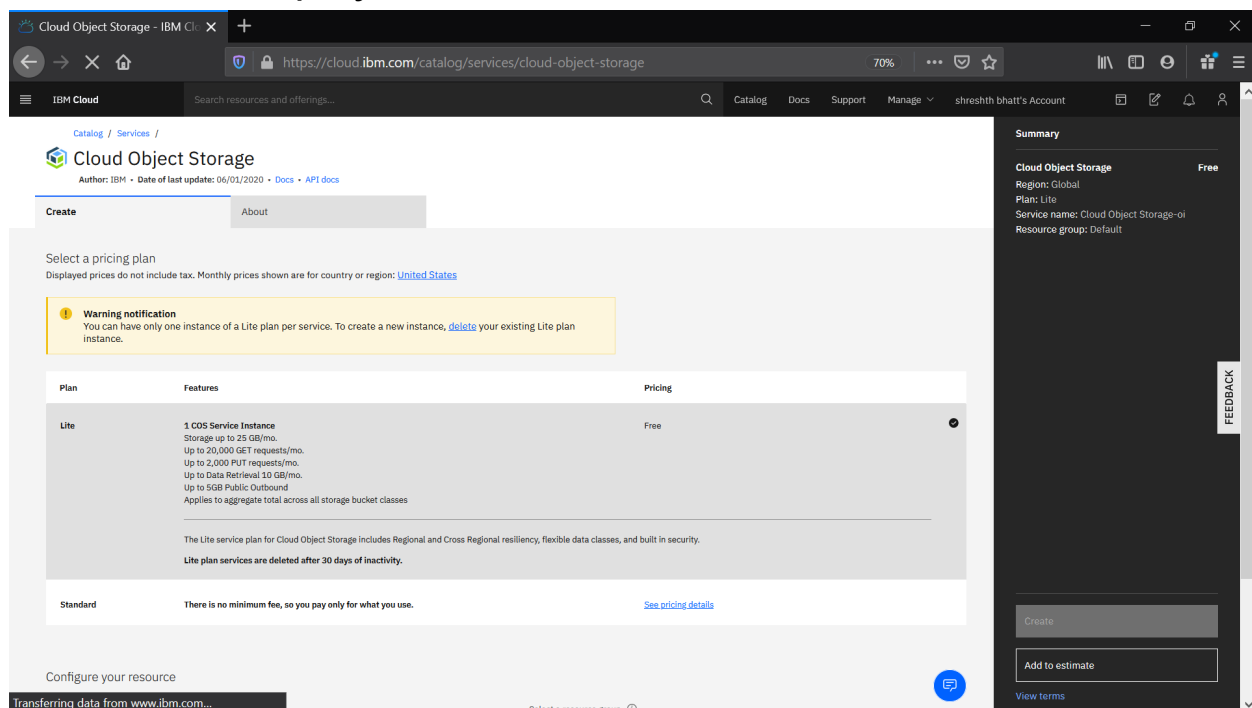 Cloud Object Storage - IBM Clo
https://cloud.ibm.com/catalog/services/cloud-object-storage
70%
IBM Cloud
Search resources and offerings...
Catalog Docs Support Manage shreshth bhatt's Account
Catalog / Services /
Cloud Object Storage
Author: IBM • Date of last update: 06/01/2020 • Docs • API docs
Create About
Select a pricing plan
Displayed prices do not include tax. Monthly prices shown are for country or region: United States
Warning notification
You can have only one instance of a Lite plan per service. To create a new instance, delete your existing Lite plan
instance.
Plan Features Pricing
Lite 1 COS Service Instance Free
Storage up to 25 GB/mo.
Up to 20,000 GET requests/mo.
Up to 2,000 PUT requests/mo.
Up to Data Retrieval 10 GB/mo.
Up to 5GB Public Outbound
Applies to aggregate total across all storage bucket classes
The Lite service plan for Cloud Object Storage includes Regional and Cross Regional resiliency, flexible data classes, and built in security.
Lite plan services are deleted after 30 days of inactivity.
Standard There is no minimum fee, so you pay only for what you use. See pricing details
Configure your resource
Transferring data from www.ibm.com...
Summary
Cloud Object Storage Free
Region: Global
Plan: Lite
Service name: Cloud Object Storage-oi
Resource group: Default
FEEDBACK
Create
Add to estimate
View terms